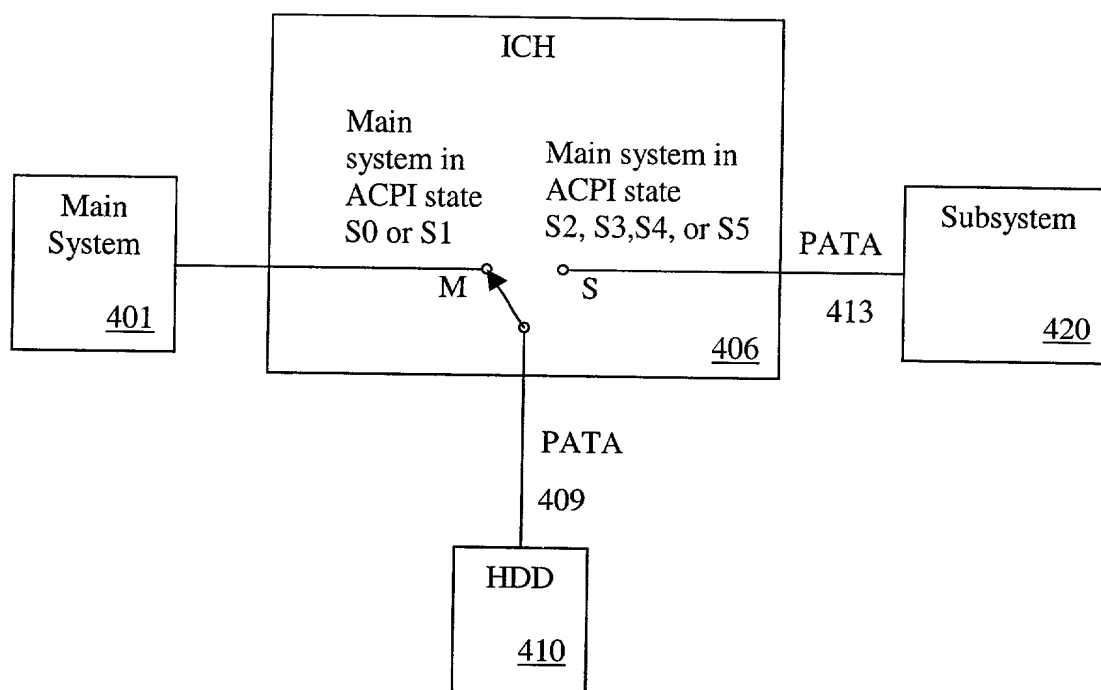 ICH
Main
system in
ACPI state
S0 or S1
Main system in
ACPI state
S2, S3,S4, or S5
Main
System
401
M
S
406
PATA
413
Subsystem
420
PATA
409
HDD
410